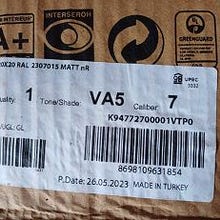 INTERSEROH
A+
GREENGUARD
0X20 RAL 2307015 MATT nR
UPEC
uality: 1 Tone/Shade: VA5 Caliber: 7
K94772700001VTP0
UGL: GL
8698109631854
P.Date: 26.05.2023 MADE IN TURKEY